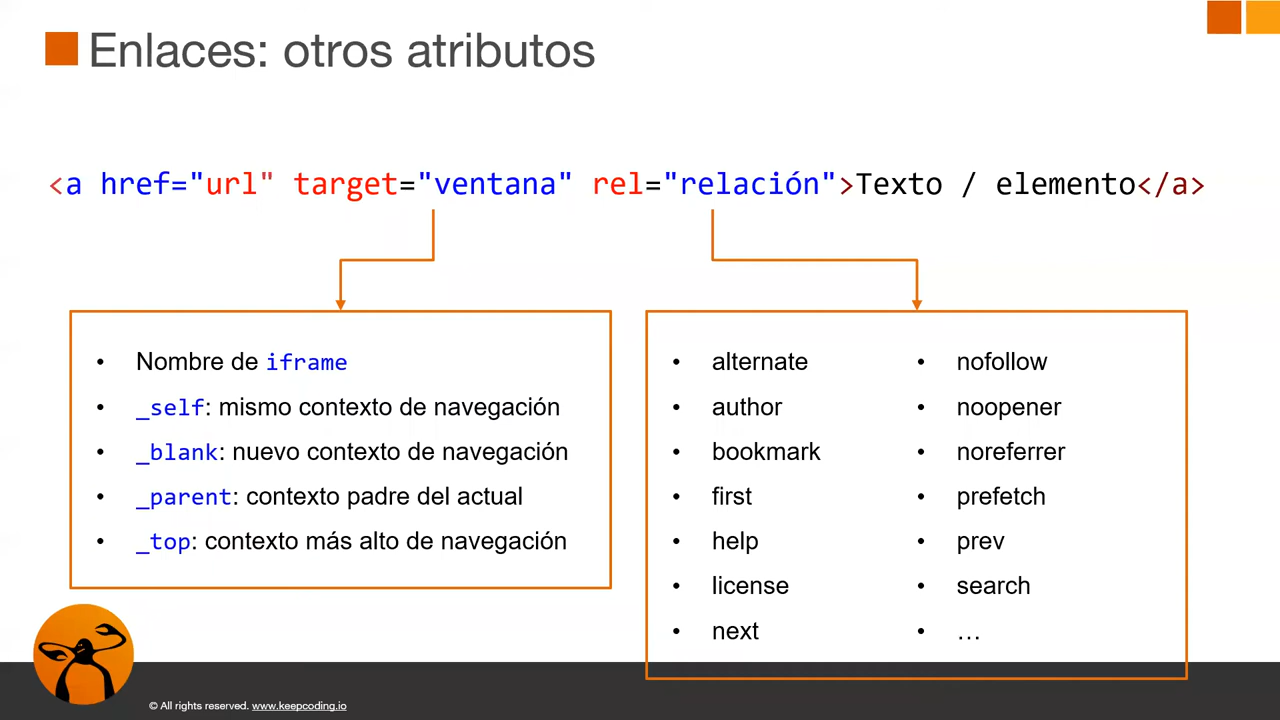 Enlaces: otros atributos
<a href="url" target="ventana" rel="relación">Texto / elemento</a>
• Nombre de iframe
• _self: mismo contexto de navegación
• _blank: nuevo contexto de navegación
• _parent: contexto padre del actual
• _top: contexto más alto de navegación
• alternate
• author
• bookmark
• first
• help
• license
• next
• nofollow
• noopener
• noreferrer
• prefetch
• prev
• search
• …
© All rights reserved. www.keepcoding.io